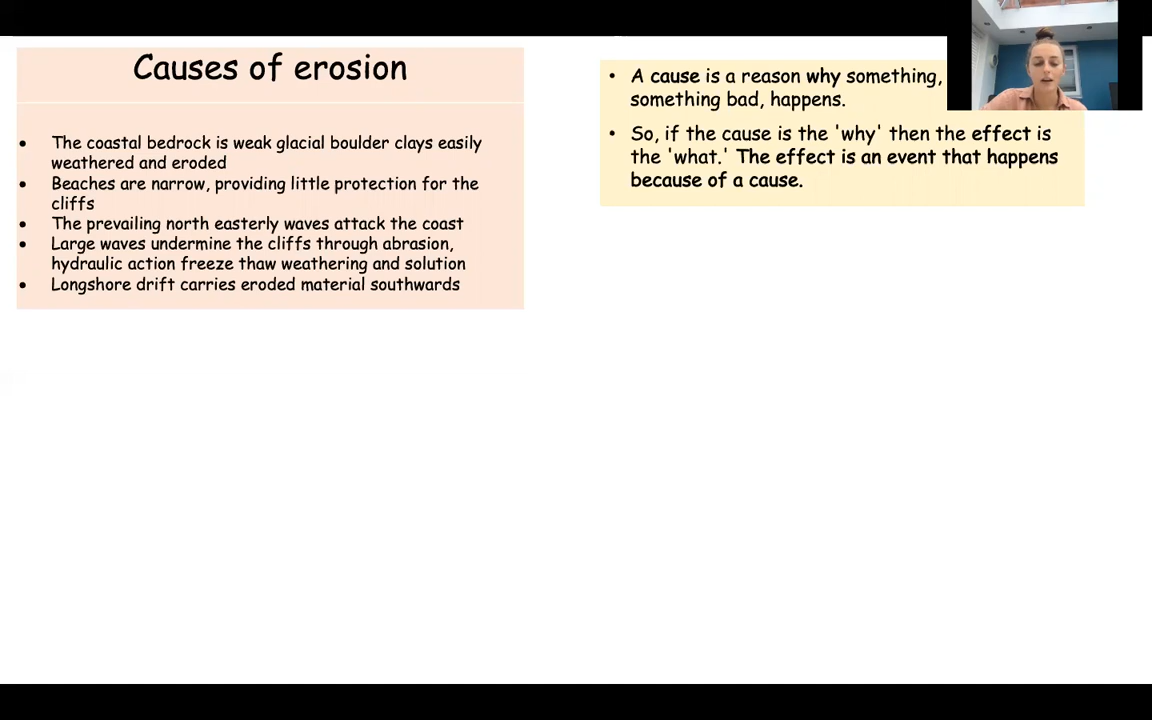 Causes of erosion
• The coastal bedrock is weak glacial boulder clays easily
weathered and eroded
• Beaches are narrow, providing little protection for the
cliffs
• The prevailing north easterly waves attack the coast
• Large waves undermine the cliffs through abrasion,
hydraulic action freeze thaw weathering and solution
• Longshore drift carries eroded material southwards
• A cause is a reason why something,
something bad, happens.
• So, if the cause is the 'why' then the effect is
the 'what.' The effect is an event that happens
because of a cause.